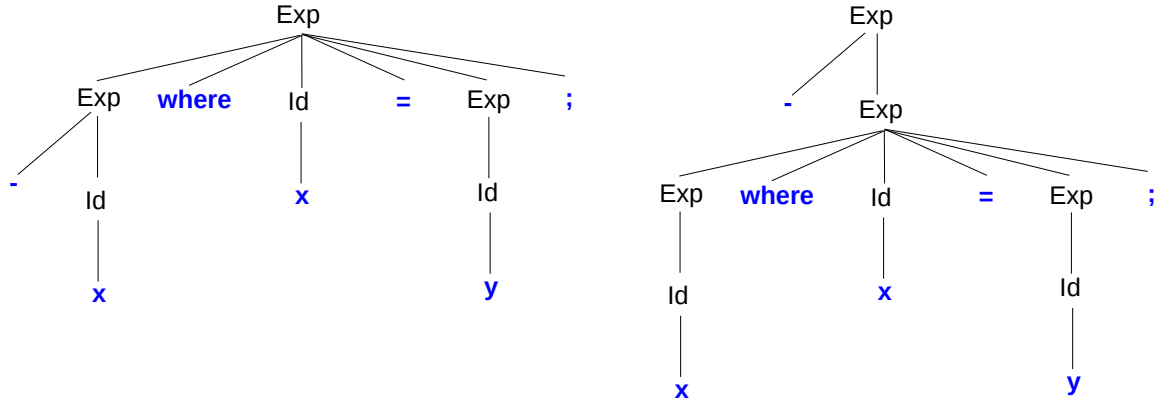 Exp
Exp where Id = Exp ;
- Id x Id
x y
Exp
- Exp
Exp where Id = Exp ;
Id x Id
x y